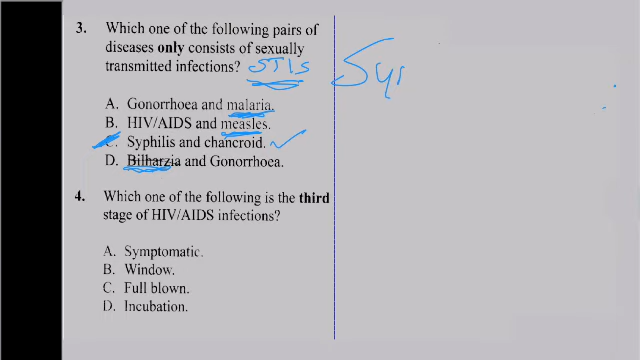 3. Which one of the following pairs of
diseases only consists of sexually
transmitted infections? STIs
Syp
A. Gonorrhoea and malaria.
B. HIV/AIDS and measles.
C. Syphilis and chancroid.
D. Bilharzia and Gonorrhoea.
4. Which one of the following is the third
stage of HIV/AIDS infections?
A. Symptomatic.
B. Window.
C. Full blown.
D. Incubation.